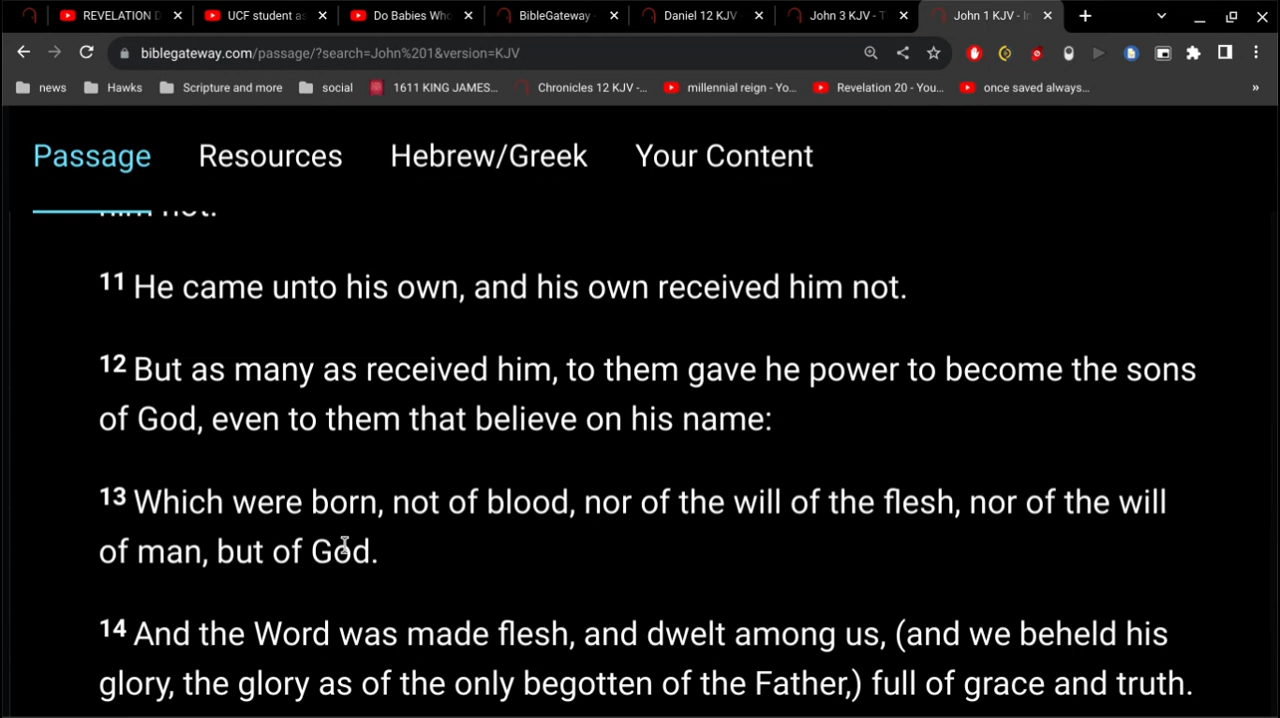 REVELATION D
UCF student as
Do Babies Who
BibleGateway -
Daniel 12 KJV -
John 3 KJV - T
John 1 KJV - In
biblegateway.com/passage/?search=John%201&version=KJV
news
Hawks
Scripture and more
social
1611 KING JAMES...
Chronicles 12 KJV -...
millennial reign - Yo...
Revelation 20 - You...
once saved always...
Passage
Resources
Hebrew/Greek
Your Content
him not.
11 He came unto his own, and his own received him not.
12 But as many as received him, to them gave he power to become the sons
of God, even to them that believe on his name:
13 Which were born, not of blood, nor of the will of the flesh, nor of the will
of man, but of God.
14 And the Word was made flesh, and dwelt among us, (and we beheld his
glory, the glory as of the only begotten of the Father,) full of grace and truth.